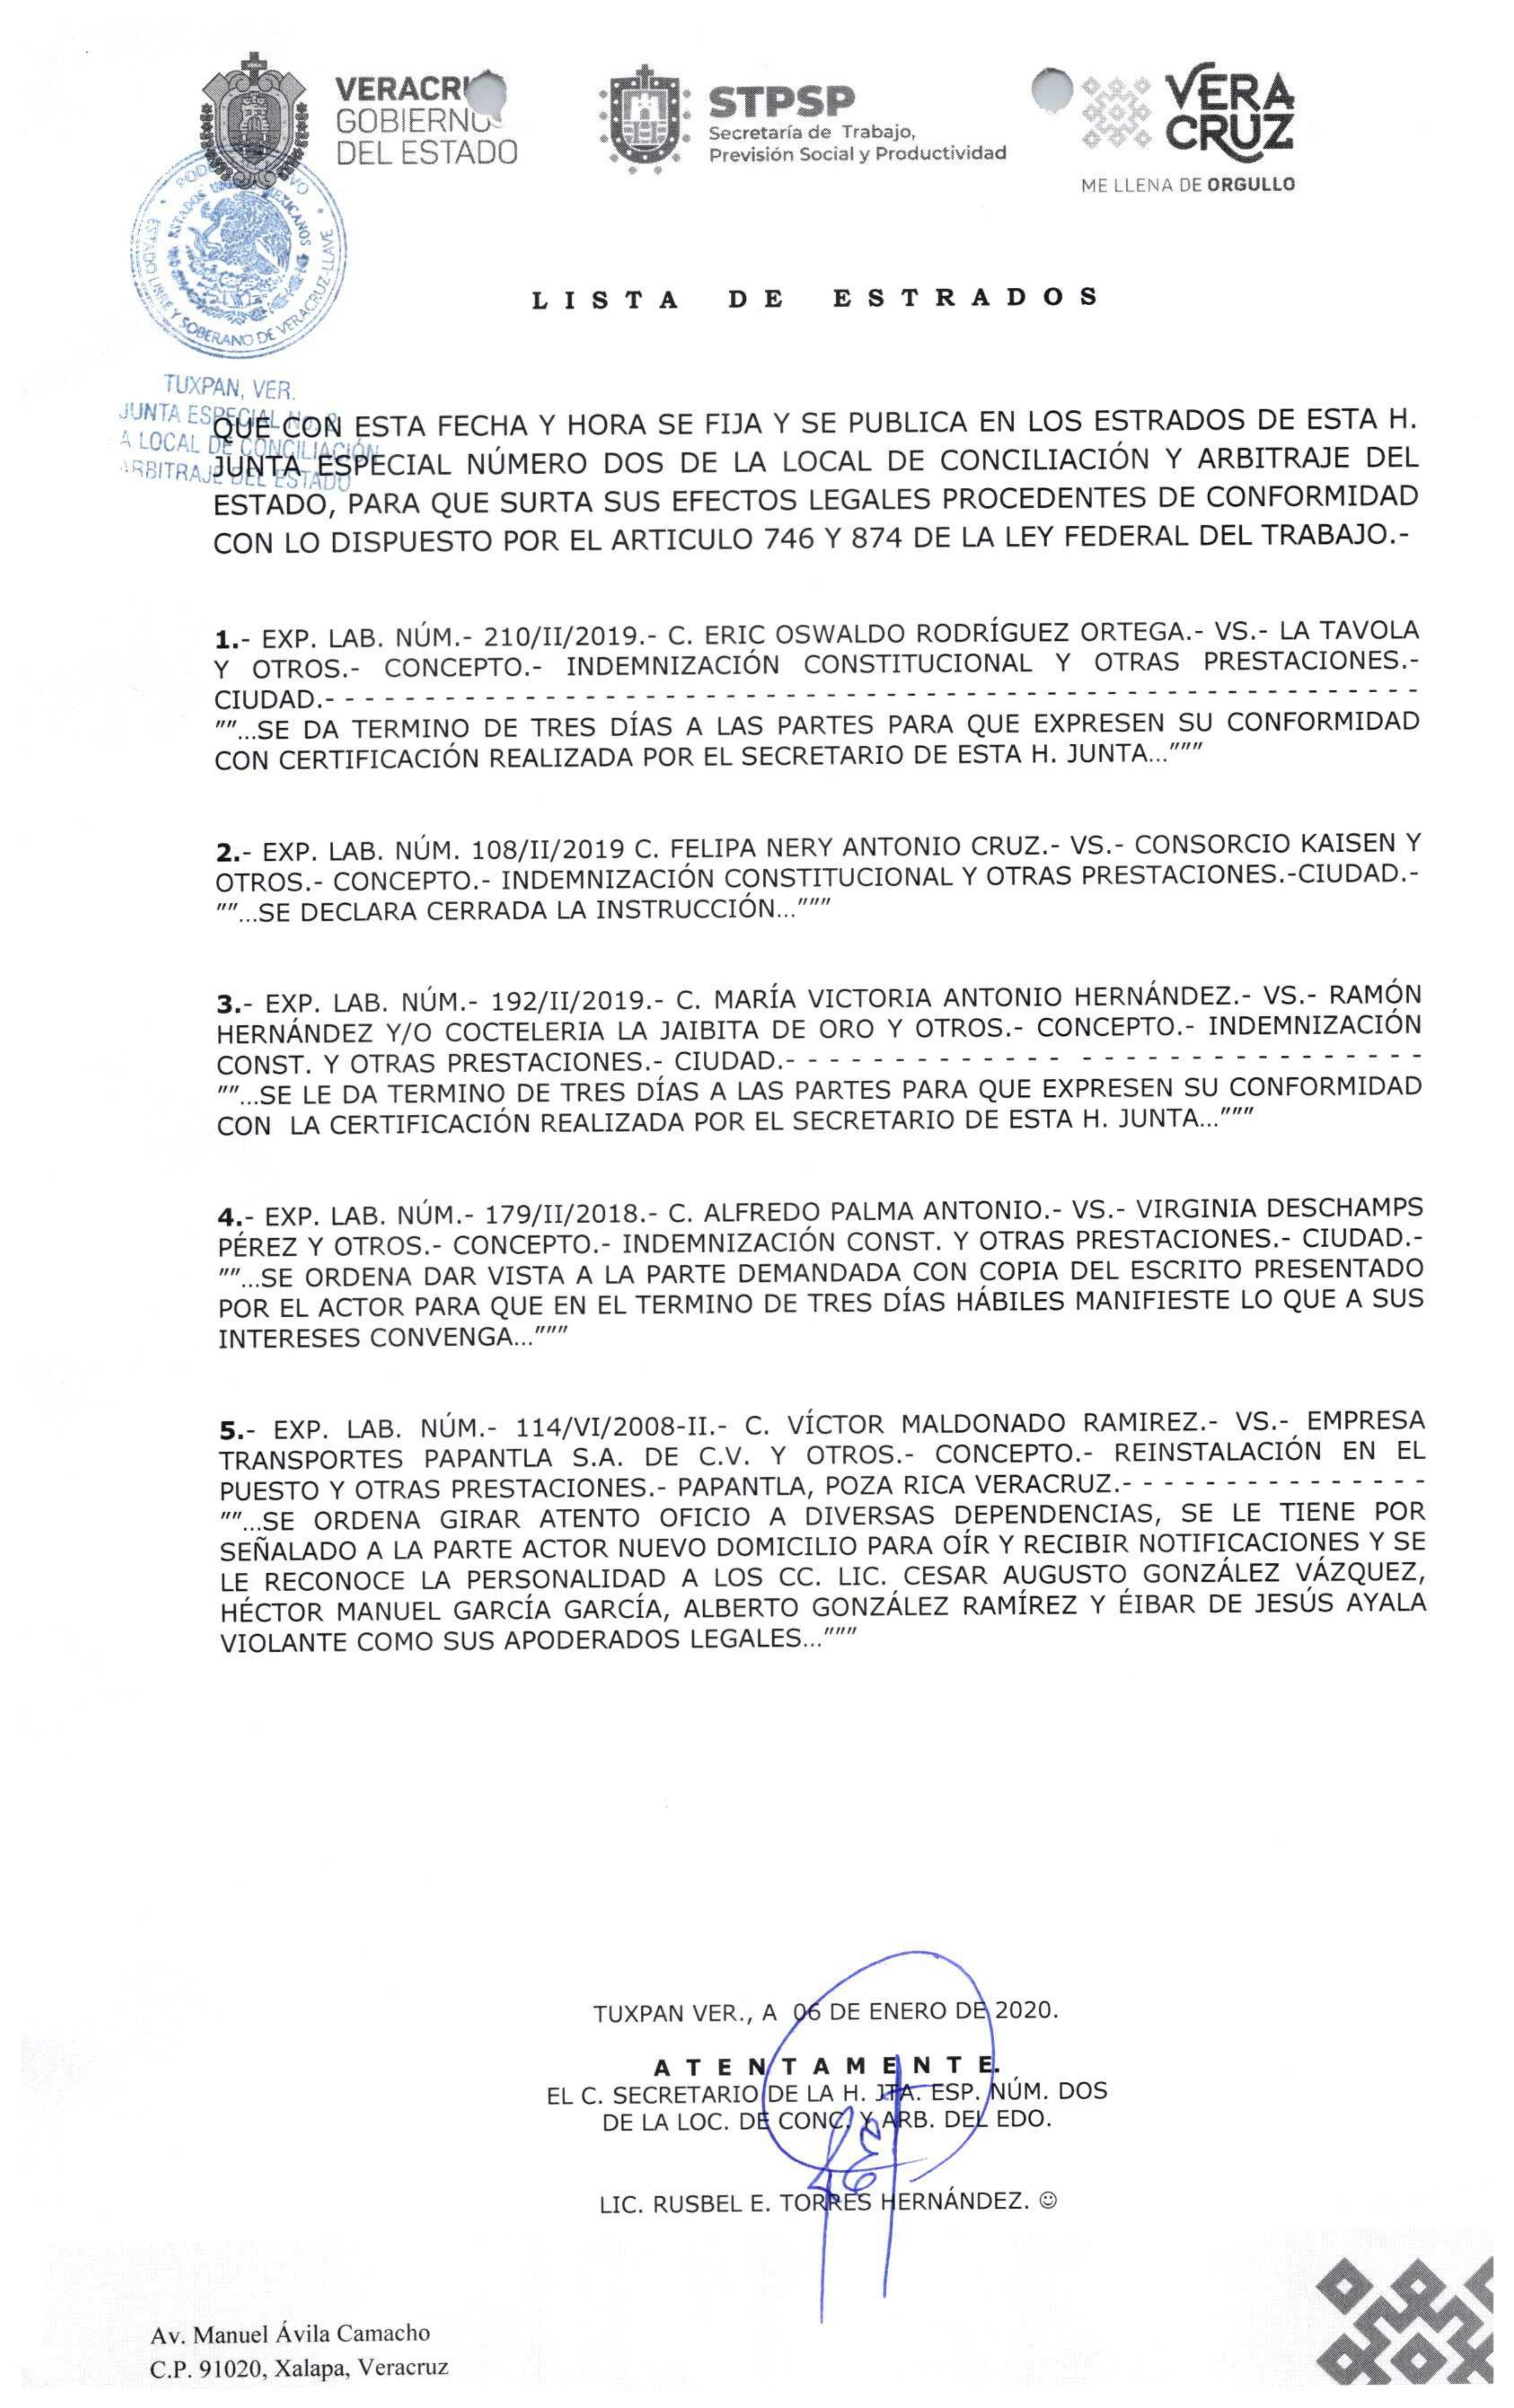 VERACRU
GOBIERNO
DEL ESTADO
STPSP
Secretaría de Trabajo,
Previsión Social y Productividad
VERA
CRUZ
ME LLENA DE ORGULLO
ESTADOS UNIDOS MEXICANOS
ESTADO LIBRE Y SOBERANO DE VERACRUZ-LLAVE
L I S T A D E E S T R A D O S
TUXPAN, VER.
JUNTA ESPECIAL No. 2
A LOCAL DE CONCILIACIÓN
ARBITRAJE DEL ESTADO
QUE CON ESTA FECHA Y HORA SE FIJA Y SE PUBLICA EN LOS ESTRADOS DE ESTA H.
JUNTA ESPECIAL NÚMERO DOS DE LA LOCAL DE CONCILIACIÓN Y ARBITRAJE DEL
ESTADO, PARA QUE SURTA SUS EFECTOS LEGALES PROCEDENTES DE CONFORMIDAD
CON LO DISPUESTO POR EL ARTICULO 746 Y 874 DE LA LEY FEDERAL DEL TRABAJO.-
1.- EXP. LAB. NÚM.- 210/II/2019.- C. ERIC OSWALDO RODRÍGUEZ ORTEGA.- VS.- LA TAVOLA
Y OTROS.- CONCEPTO.- INDEMNIZACIÓN CONSTITUCIONAL Y OTRAS PRESTACIONES.-
CIUDAD.- - - - - - - - - - - - - - - - - - - - - - - - - - - - - - - - - - - - - - - - - - - - - - - - - - - - - -
""...SE DA TERMINO DE TRES DÍAS A LAS PARTES PARA QUE EXPRESEN SU CONFORMIDAD
CON CERTIFICACIÓN REALIZADA POR EL SECRETARIO DE ESTA H. JUNTA..."""
2.- EXP. LAB. NÚM. 108/II/2019 C. FELIPA NERY ANTONIO CRUZ.- VS.- CONSORCIO KAISEN Y
OTROS.- CONCEPTO.- INDEMNIZACIÓN CONSTITUCIONAL Y OTRAS PRESTACIONES.-CIUDAD.-
""...SE DECLARA CERRADA LA INSTRUCCIÓN..."""
3.- EXP. LAB. NÚM.- 192/II/2019.- C. MARÍA VICTORIA ANTONIO HERNÁNDEZ.- VS.- RAMÓN
HERNÁNDEZ Y/O COCTELERIA LA JAIBITA DE ORO Y OTROS.- CONCEPTO.- INDEMNIZACIÓN
CONST. Y OTRAS PRESTACIONES.- CIUDAD.- - - - - - - - - - - - - - - - - - - - - - - - - - - - - -
""...SE LE DA TERMINO DE TRES DÍAS A LAS PARTES PARA QUE EXPRESEN SU CONFORMIDAD
CON LA CERTIFICACIÓN REALIZADA POR EL SECRETARIO DE ESTA H. JUNTA..."""
4.- EXP. LAB. NÚM.- 179/II/2018.- C. ALFREDO PALMA ANTONIO.- VS.- VIRGINIA DESCHAMPS
PÉREZ Y OTROS.- CONCEPTO.- INDEMNIZACIÓN CONST. Y OTRAS PRESTACIONES.- CIUDAD.-
""...SE ORDENA DAR VISTA A LA PARTE DEMANDADA CON COPIA DEL ESCRITO PRESENTADO
POR EL ACTOR PARA QUE EN EL TERMINO DE TRES DÍAS HÁBILES MANIFIESTE LO QUE A SUS
INTERESES CONVENGA..."""
5.- EXP. LAB. NÚM.- 114/VI/2008-II.- C. VÍCTOR MALDONADO RAMIREZ.- VS.- EMPRESA
TRANSPORTES PAPANTLA S.A. DE C.V. Y OTROS.- CONCEPTO.- REINSTALACIÓN EN EL
PUESTO Y OTRAS PRESTACIONES.- PAPANTLA, POZA RICA VERACRUZ.- - - - - - - - - - - - - - -
""...SE ORDENA GIRAR ATENTO OFICIO A DIVERSAS DEPENDENCIAS, SE LE TIENE POR
SEÑALADO A LA PARTE ACTOR NUEVO DOMICILIO PARA OÍR Y RECIBIR NOTIFICACIONES Y SE
LE RECONOCE LA PERSONALIDAD A LOS CC. LIC. CESAR AUGUSTO GONZÁLEZ VÁZQUEZ,
HÉCTOR MANUEL GARCÍA GARCÍA, ALBERTO GONZÁLEZ RAMÍREZ Y ÉIBAR DE JESÚS AYALA
VIOLANTE COMO SUS APODERADOS LEGALES..."""
TUXPAN VER., A 06 DE ENERO DE 2020.
A T E N T A M E N T E.
EL C. SECRETARIO DE LA H. JTA. ESP. NÚM. DOS
DE LA LOC. DE CONC. Y ARB. DEL EDO.
LIC. RUSBEL E. TORRES HERNÁNDEZ. ☺
Av. Manuel Ávila Camacho
C.P. 91020, Xalapa, Veracruz